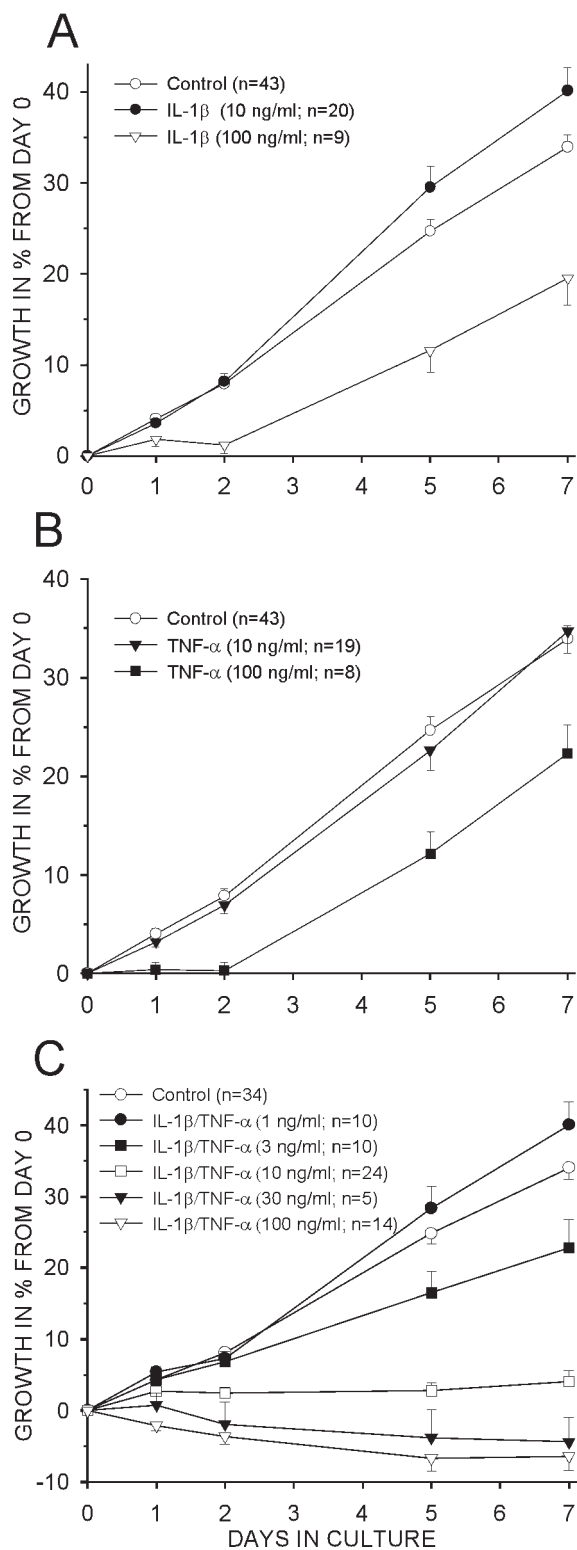 A
GROWTH IN % FROM DAY 0
40
30
20
10
0
Control (n=43)
IL-1β (10 ng/ml; n=20)
IL-1β (100 ng/ml; n=9)
0 1 2 3 4 5 6 7
B
GROWTH IN % FROM DAY 0
40
30
20
10
0
Control (n=43)
TNF-α (10 ng/ml; n=19)
TNF-α (100 ng/ml; n=8)
0 1 2 3 4 5 6 7
C
GROWTH IN % FROM DAY 0
40
30
20
10
0
-10
Control (n=34)
IL-1β/TNF-α (1 ng/ml; n=10)
IL-1β/TNF-α (3 ng/ml; n=10)
IL-1β/TNF-α (10 ng/ml; n=24)
IL-1β/TNF-α (30 ng/ml; n=5)
IL-1β/TNF-α (100 ng/ml; n=14)
0 1 2 3 4 5 6 7
DAYS IN CULTURE